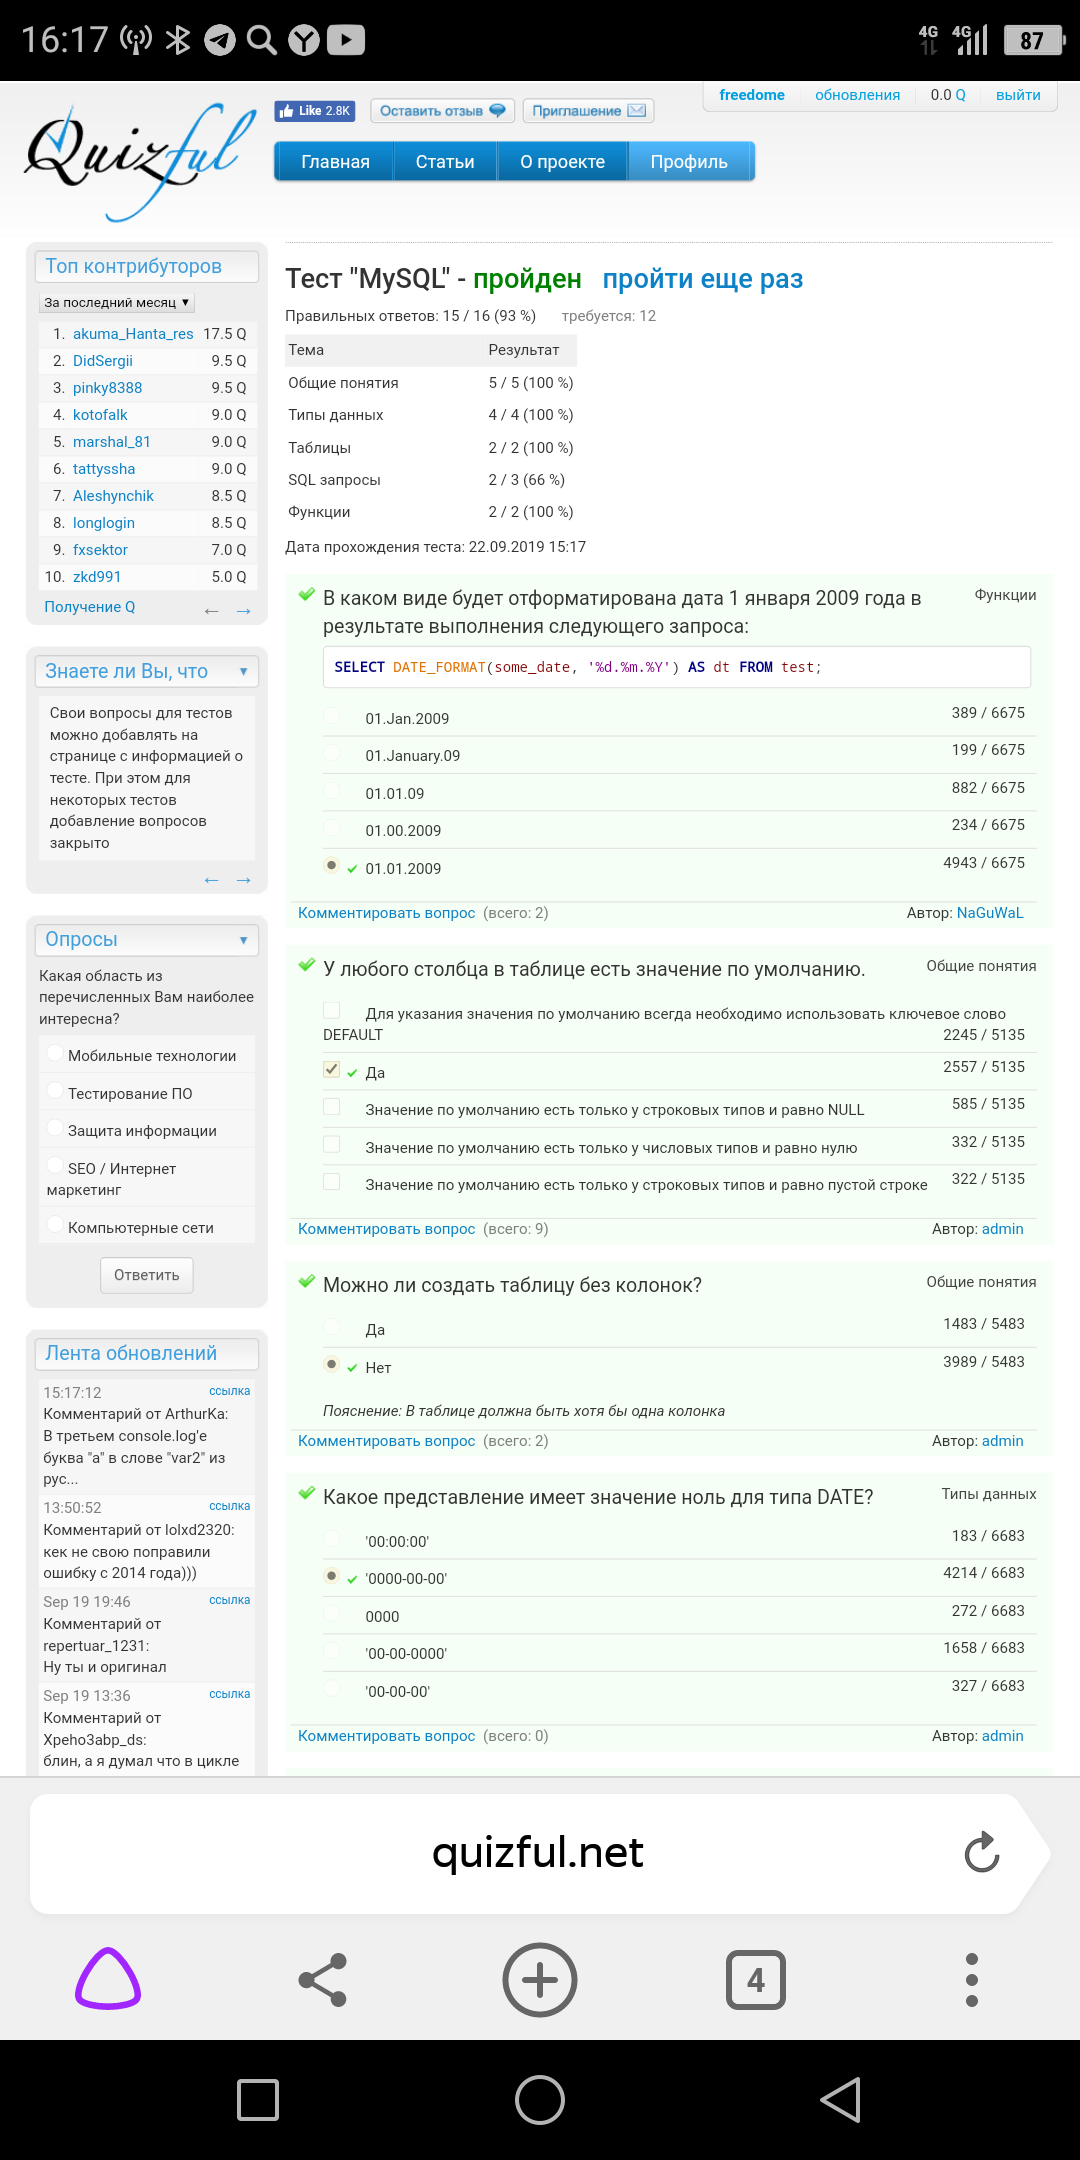 16:17
4G 4G 87
Quizful
Like 2.8K
Оставить отзыв
Приглашение
freedome обновления 0.0 Q выйти
Главная Статьи О проекте Профиль
Топ контрибуторов
За последний месяц ▼
1. akuma_Hanta_res 17.5 Q
2. DidSergii 9.5 Q
3. pinky8388 9.5 Q
4. kotofalk 9.0 Q
5. marshal_81 9.0 Q
6. tattyssha 9.0 Q
7. Aleshynchik 8.5 Q
8. longlogin 8.5 Q
9. fxsektor 7.0 Q
10. zkd991 5.0 Q
Получение Q ← →
Знаете ли Вы, что ▼
Свои вопросы для тестов
можно добавлять на
странице с информацией о
тесте. При этом для
некоторых тестов
добавление вопросов
закрыто
← →
Опросы ▼
Какая область из
перечисленных Вам наиболее
интересна?
Мобильные технологии
Тестирование ПО
Защита информации
SEO / Интернет
маркетинг
Компьютерные сети
Ответить
Лента обновлений
15:17:12 ссылка
Комментарий от ArthurKa:
В третьем console.log'е
буква "а" в слове "var2" из
рус...
13:50:52 ссылка
Комментарий от lolxd2320:
кек не свою поправили
ошибку с 2014 года)))
Sep 19 19:46 ссылка
Комментарий от
repertuar_1231:
Ну ты и оригинал
Sep 19 13:36 ссылка
Комментарий от
Xpeho3abp_ds:
блин, а я думал что в цикле
Тест "MySQL" - пройден пройти еще раз
Правильных ответов: 15 / 16 (93 %) требуется: 12
Тема Результат
Общие понятия 5 / 5 (100 %)
Типы данных 4 / 4 (100 %)
Таблицы 2 / 2 (100 %)
SQL запросы 2 / 3 (66 %)
Функции 2 / 2 (100 %)
Дата прохождения теста: 22.09.2019 15:17
В каком виде будет отформатирована дата 1 января 2009 года в Функции
результате выполнения следующего запроса:
SELECT DATE_FORMAT(some_date, '%d.%m.%Y') AS dt FROM test;
01.Jan.2009 389 / 6675
01.January.09 199 / 6675
01.01.09 882 / 6675
01.00.2009 234 / 6675
01.01.2009 4943 / 6675
Комментировать вопрос (всего: 2) Автор: NaGuWaL
У любого столбца в таблице есть значение по умолчанию. Общие понятия
Для указания значения по умолчанию всегда необходимо использовать ключевое слово
DEFAULT 2245 / 5135
Да 2557 / 5135
Значение по умолчанию есть только у строковых типов и равно NULL 585 / 5135
Значение по умолчанию есть только у числовых типов и равно нулю 332 / 5135
Значение по умолчанию есть только у строковых типов и равно пустой строке 322 / 5135
Комментировать вопрос (всего: 9) Автор: admin
Можно ли создать таблицу без колонок? Общие понятия
Да 1483 / 5483
Нет 3989 / 5483
Пояснение: В таблице должна быть хотя бы одна колонка
Комментировать вопрос (всего: 2) Автор: admin
Какое представление имеет значение ноль для типа DATE? Типы данных
'00:00:00' 183 / 6683
'0000-00-00' 4214 / 6683
0000 272 / 6683
'00-00-0000' 1658 / 6683
'00-00-00' 327 / 6683
Комментировать вопрос (всего: 0) Автор: admin
quizful.net
4